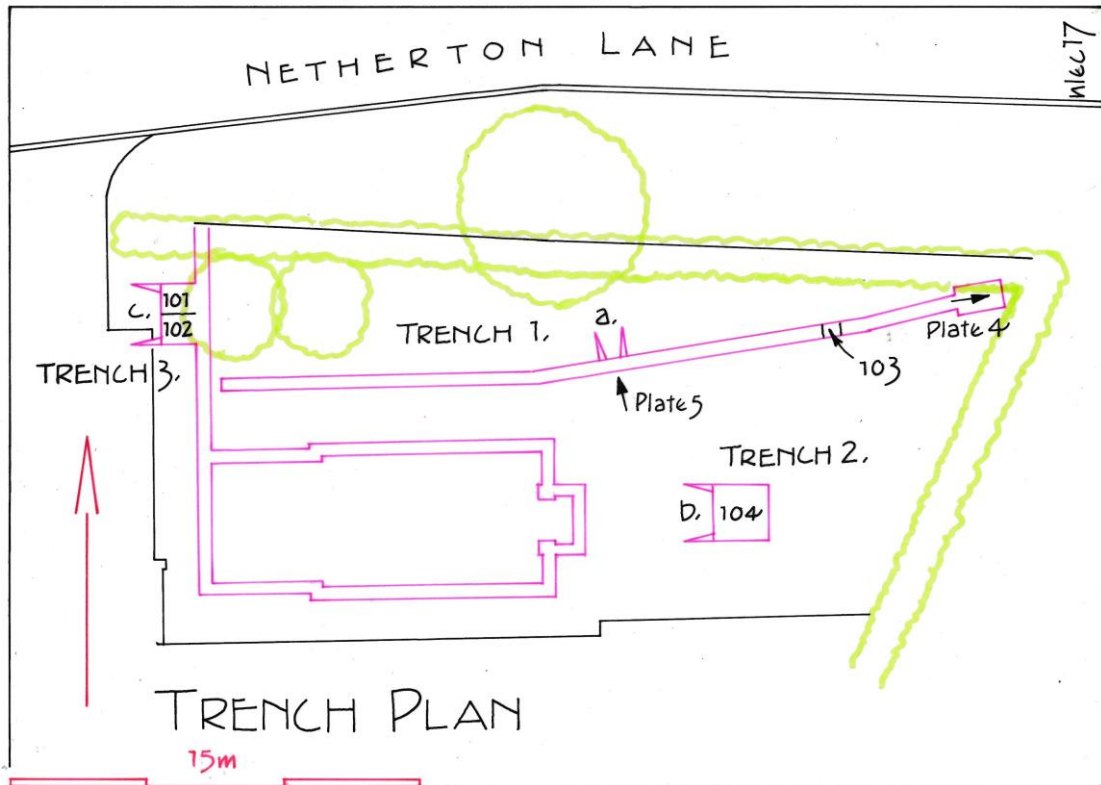 NETHERTON LANE
nlec17
101
c.
102
TRENCH 1.
a.
Plate 4
103
TRENCH 3.
Plate 5
TRENCH 2.
b.
104
TRENCH PLAN
15m